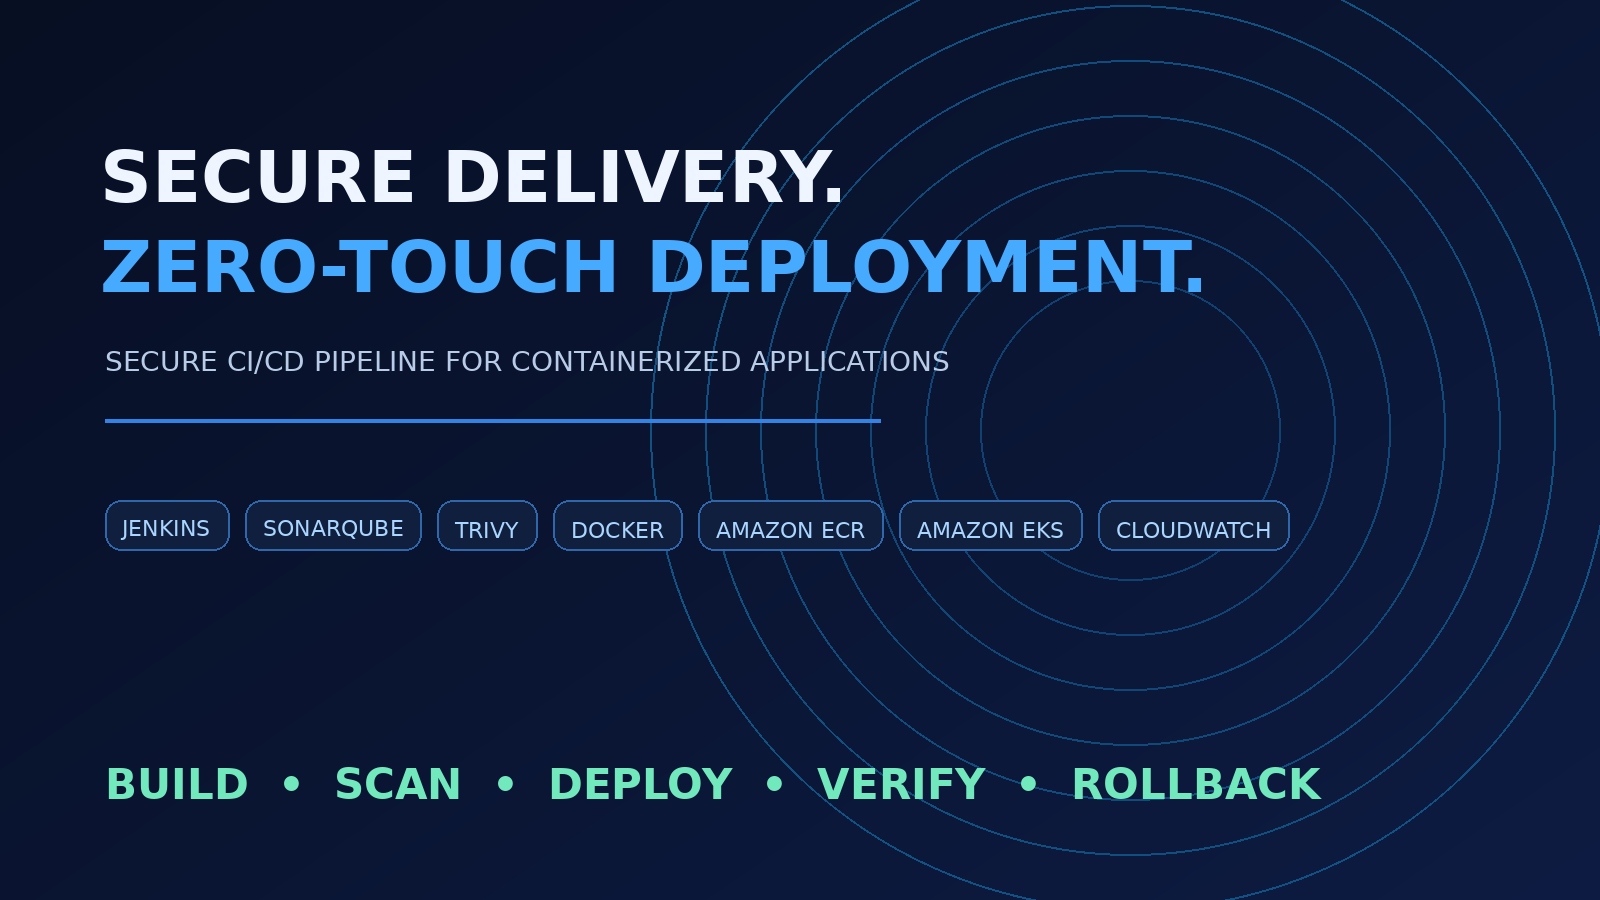 SECURE DELIVERY.
ZERO-TOUCH DEPLOYMENT.
SECURE CI/CD PIPELINE FOR CONTAINERIZED APPLICATIONS
JENKINS SONARQUBE TRIVY DOCKER AMAZON ECR AMAZON EKS CLOUDWATCH
BUILD • SCAN • DEPLOY • VERIFY • ROLLBACK